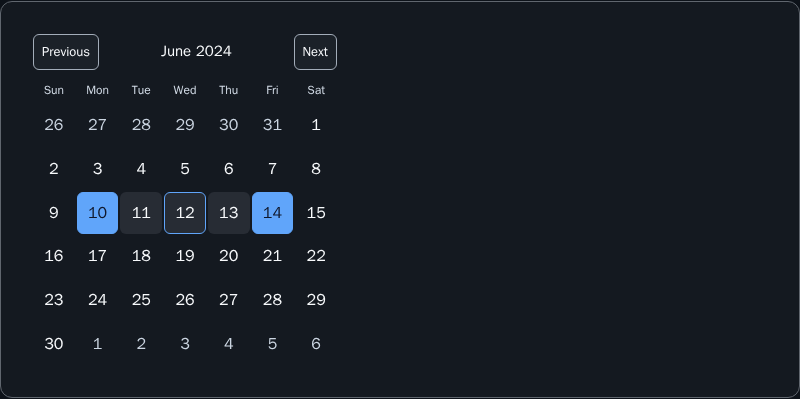 Previous June 2024 Next
Sun Mon Tue Wed Thu Fri Sat
26 27 28 29 30 31 1
2 3 4 5 6 7 8
9 10 11 12 13 14 15
16 17 18 19 20 21 22
23 24 25 26 27 28 29
30 1 2 3 4 5 6